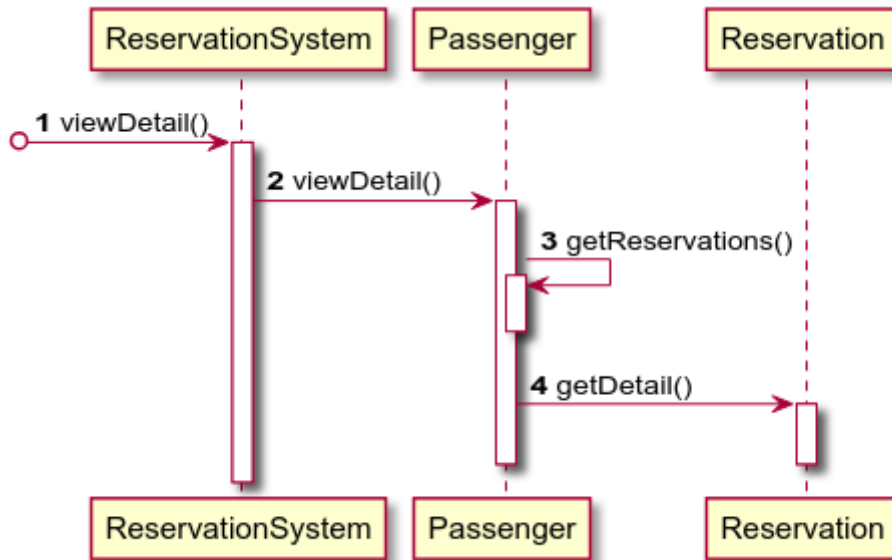 ReservationSystem Passenger Reservation
1 viewDetail()
2 viewDetail()
3 getReservations()
4 getDetail()
ReservationSystem Passenger Reservation